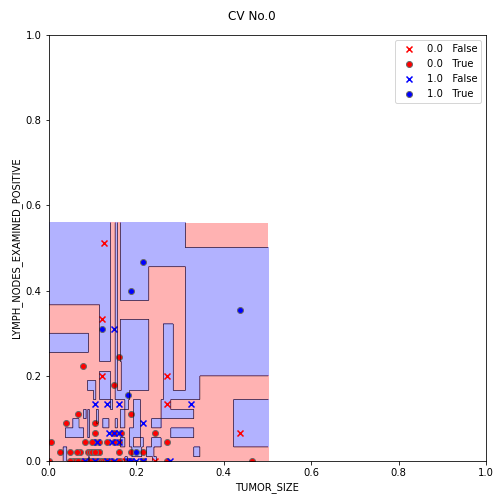 CV No.0
0.0 False
0.0 True
1.0 False
1.0 True
1.0
0.8
0.6
0.4
0.2
0.0
LYMPH_NODES_EXAMINED_POSITIVE
0.0 0.2 0.4 0.6 0.8 1.0
TUMOR_SIZE